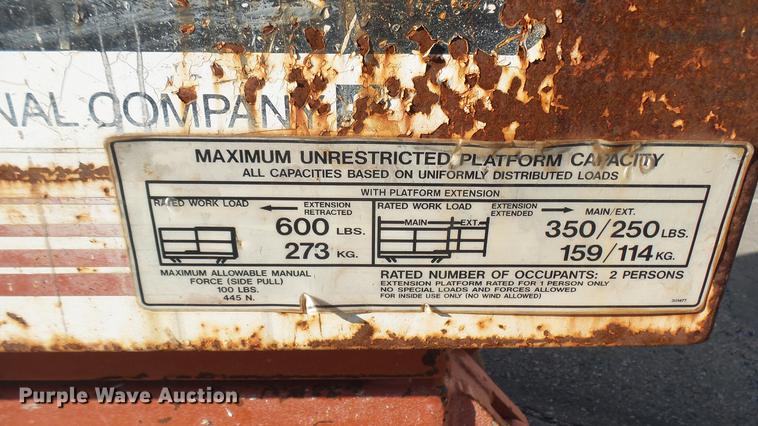 NAL COMPANY
MAXIMUM UNRESTRICTED PLATFORM CAPACITY
ALL CAPACITIES BASED ON UNIFORMLY DISTRIBUTED LOADS
WITH PLATFORM EXTENSION
RATED WORK LOAD
EXTENSION RETRACTED
600 LBS.
273 KG.
RATED WORK LOAD
EXTENSION EXTENDED
MAIN/EXT.
MAIN EXT.
350/250 LBS.
159/114 KG.
MAXIMUM ALLOWABLE MANUAL
FORCE (SIDE PULL)
100 LBS.
445 N.
RATED NUMBER OF OCCUPANTS: 2 PERSONS
EXTENSION PLATFORM RATED FOR 1 PERSON ONLY
NO SPECIAL LOADS AND FORCES ALLOWED
FOR INSIDE USE ONLY (NO WIND ALLOWED)
Purple Wave Auction